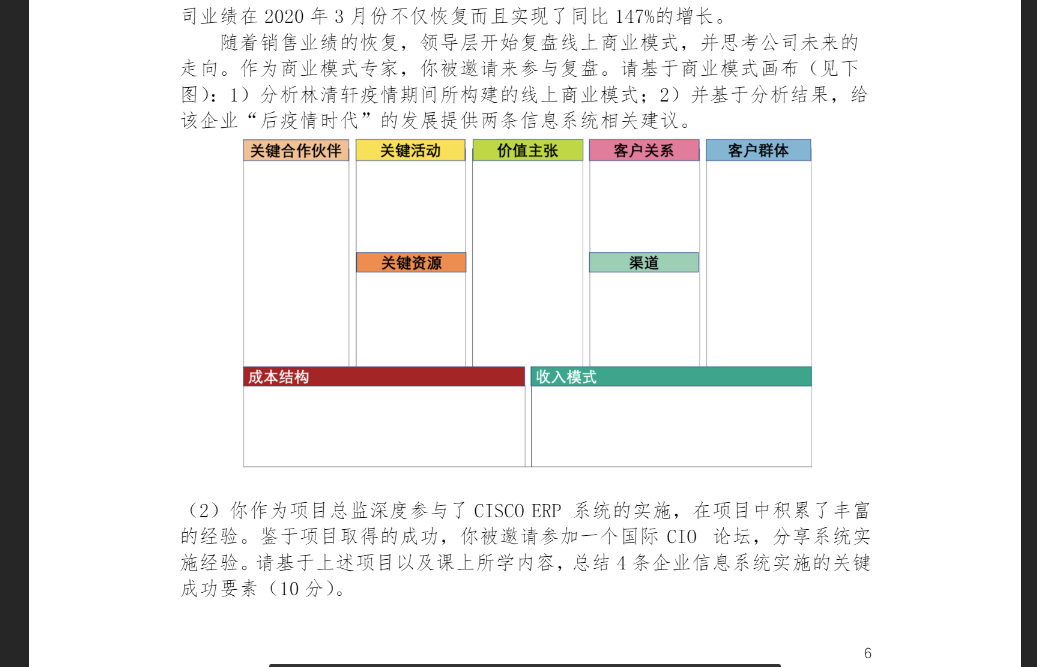 司业绩在 2020 年 3 月份不仅恢复而且实现了同比 147%的增长。
随着销售业绩的恢复，领导层开始复盘线上商业模式，并思考公司未来的
走向。作为商业模式专家，你被邀请来参与复盘。请基于商业模式画布（见下
图）：1）分析林清轩疫情期间所构建的线上商业模式；2）并基于分析结果，给
该企业“后疫情时代”的发展提供两条信息系统相关建议。
关键合作伙伴
关键活动
价值主张
客户关系
客户群体
关键资源
渠道
成本结构
收入模式
（2）你作为项目总监深度参与了 CISCO ERP 系统的实施，在项目中积累了丰富
的经验。鉴于项目取得的成功，你被邀请参加一个国际 CIO 论坛，分享系统实
施经验。请基于上述项目以及课上所学内容，总结 4 条企业信息系统实施的关键
成功要素（10 分）。
6